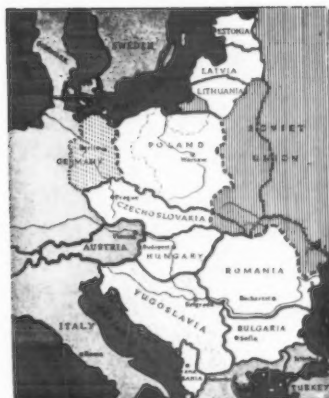 SWEDEN
ESTONIA
LATVIA
LITHUANIA
SOVIET
UNION
Berlin
GERMANY
POLAND
Warsaw
Prague
CZECHOSLOVAKIA
AUSTRIA
Budapest
HUNGARY
ROMANIA
Bucharest
Belgrade
YUGOSLAVIA
ITALY
Rome
BULGARIA
Sofia
TURKEY